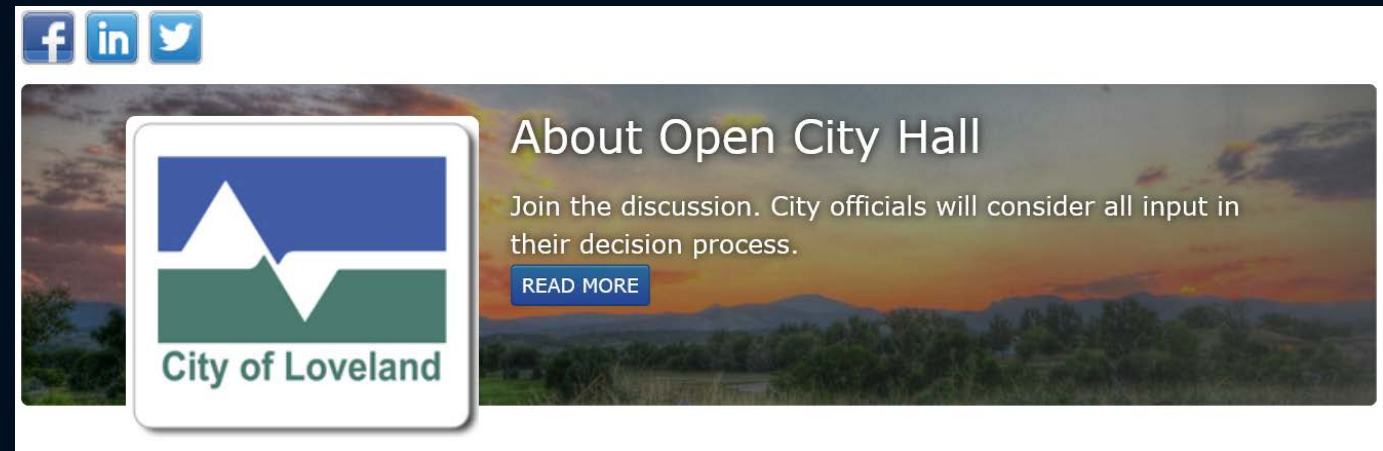 f in
About Open City Hall
Join the discussion. City officials will consider all input in
their decision process.
READ MORE
City of Loveland